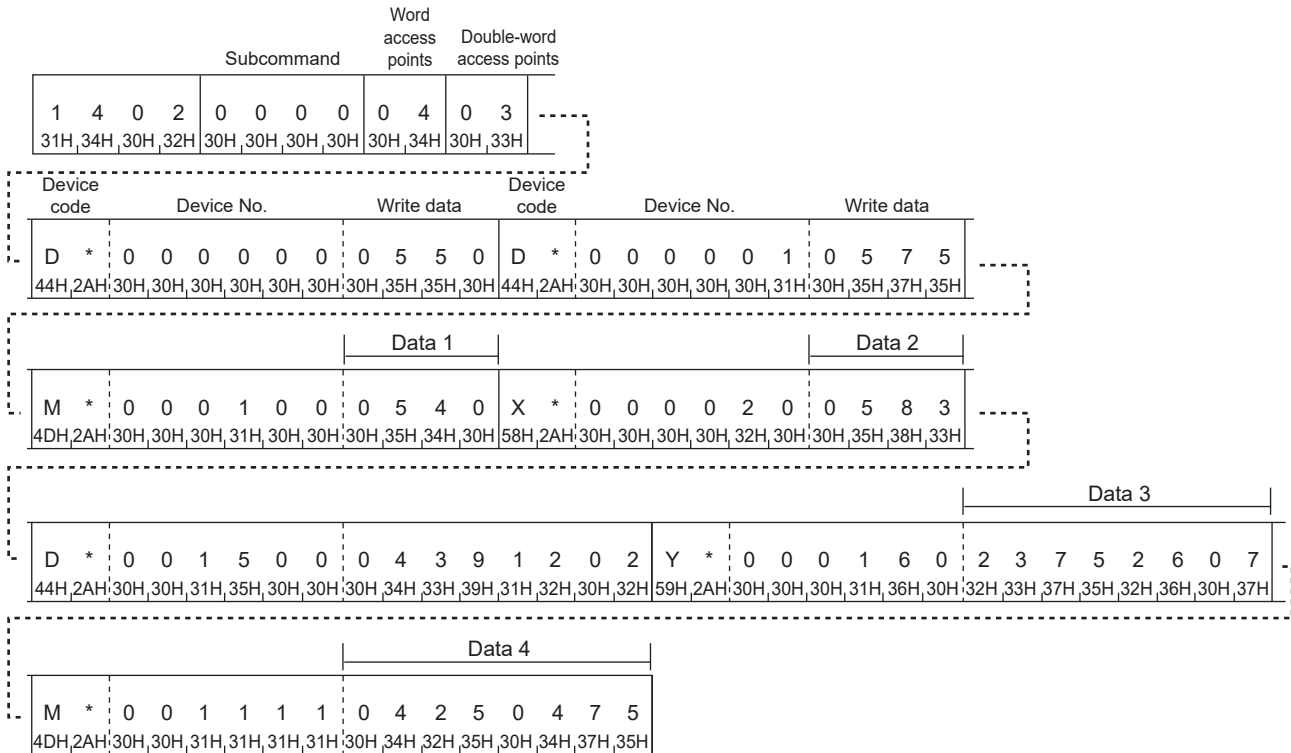 Word access points
Double-word access points
Subcommand
1 4 0 2 0 0 0 0 0 4 0 3
31H 34H 30H 32H 30H 30H 30H 30H 30H 34H 30H 33H
Device code Device No. Write data Device code Device No. Write data
D * 0 0 0 0 0 0 0 5 5 0 D * 0 0 0 0 0 1 0 5 7 5
44H 2AH 30H 30H 30H 30H 30H 30H 30H 35H 35H 30H 44H 2AH 30H 30H 30H 30H 30H 31H 30H 35H 37H 35H
Data 1 Data 2
M * 0 0 0 1 0 0 0 5 4 0 X * 0 0 0 0 2 0 0 5 8 3
4DH 2AH 30H 30H 30H 31H 30H 30H 30H 35H 34H 30H 58H 2AH 30H 30H 30H 30H 32H 30H 30H 35H 38H 33H
Data 3
D * 0 0 1 5 0 0 0 4 3 9 1 2 0 2 Y * 0 0 0 1 6 0 2 3 7 5 2 6 0 7
44H 2AH 30H 30H 31H 35H 30H 30H 30H 34H 33H 39H 31H 32H 30H 32H 59H 2AH 30H 30H 30H 31H 36H 30H 32H 33H 37H 35H 32H 36H 30H 37H
Data 4
M * 0 0 1 1 1 1 0 4 2 5 0 4 7 5
4DH 2AH 30H 30H 31H 31H 31H 31H 30H 34H 32H 35H 30H 34H 37H 35H